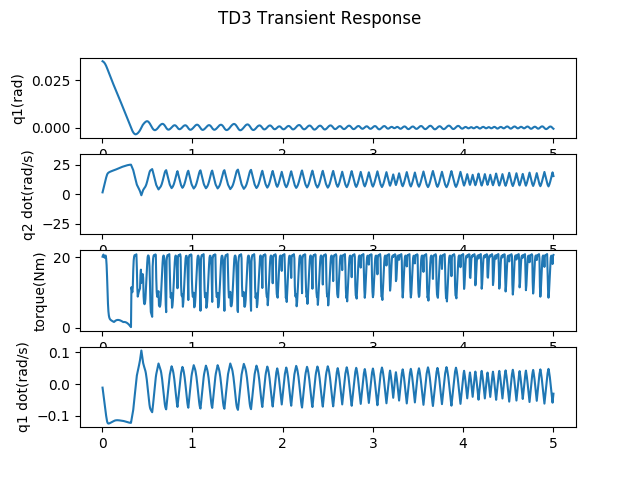 TD3 Transient Response
q1(rad)
0.025
0.000
0 1 2 3 4 5
q2 dot(rad/s)
25
0
−25
0 1 2 3 4 5
torque(Nm)
20
0
0 1 2 3 4 5
q1 dot(rad/s)
0.1
0.0
−0.1
0 1 2 3 4 5